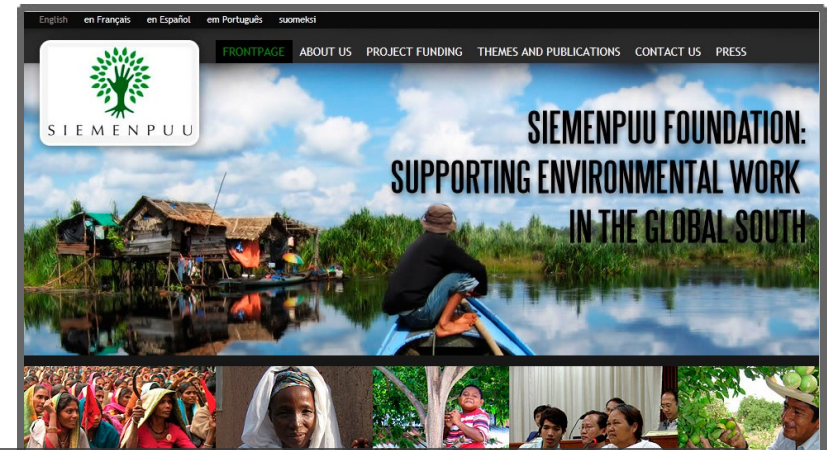 English en Français en Español em Português suomeksi
FRONTPAGE ABOUT US PROJECT FUNDING THEMES AND PUBLICATIONS CONTACT US PRESS
SIEMENPUU
SIEMENPUU FOUNDATION:
SUPPORTING ENVIRONMENTAL WORK
IN THE GLOBAL SOUTH